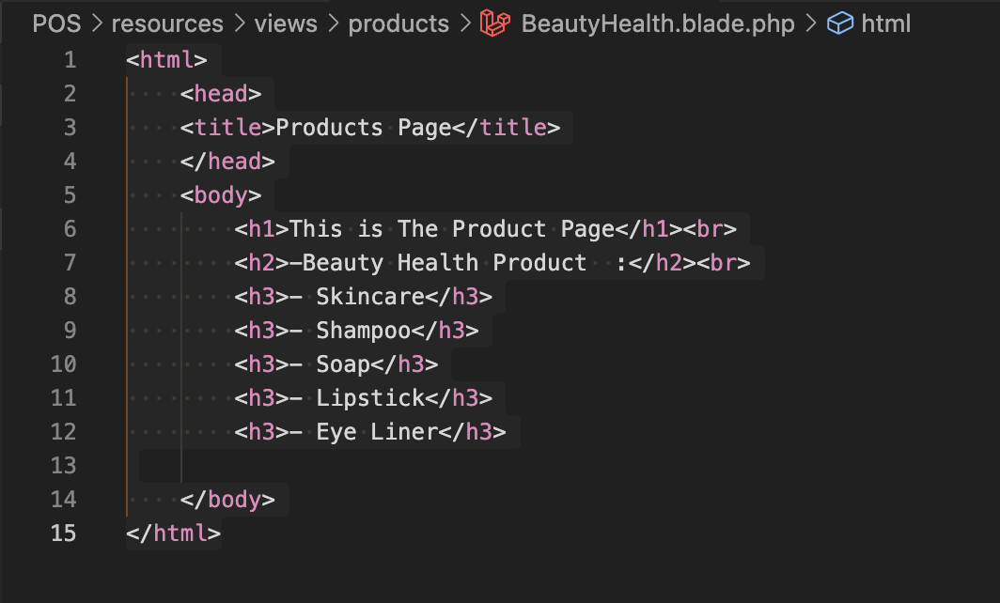 POS > resources > views > products > BeautyHealth.blade.php > html
1 <html>
2     <head>
3     <title>Products Page</title>
4     </head>
5     <body>
6         <h1>This is The Product Page</h1><br>
7         <h2>-Beauty Health Product  :</h2><br>
8         <h3>- Skincare</h3>
9         <h3>- Shampoo</h3>
10         <h3>- Soap</h3>
11         <h3>- Lipstick</h3>
12         <h3>- Eye Liner</h3>
13
14     </body>
15 </html>